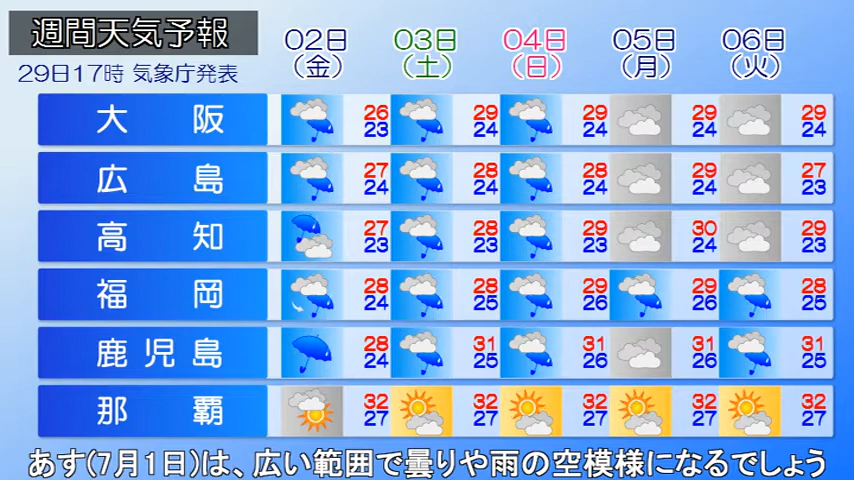 週間天気予報
29日17時 気象庁発表
02日 03日 04日 05日 06日
(金) (土) (日) (月) (火)
大阪 26 29 29 29 29
23 24 24 24 24
広島 27 28 28 29 27
24 24 24 24 23
高知 27 28 29 30 29
23 23 23 24 23
福岡 28 28 29 29 28
24 25 26 26 25
鹿児島 28 31 31 31 31
24 25 26 26 25
那覇 32 32 32 32 32
27 27 27 27 27
あす(7月1日)は、広い範囲で曇りや雨の空模様になるでしょう